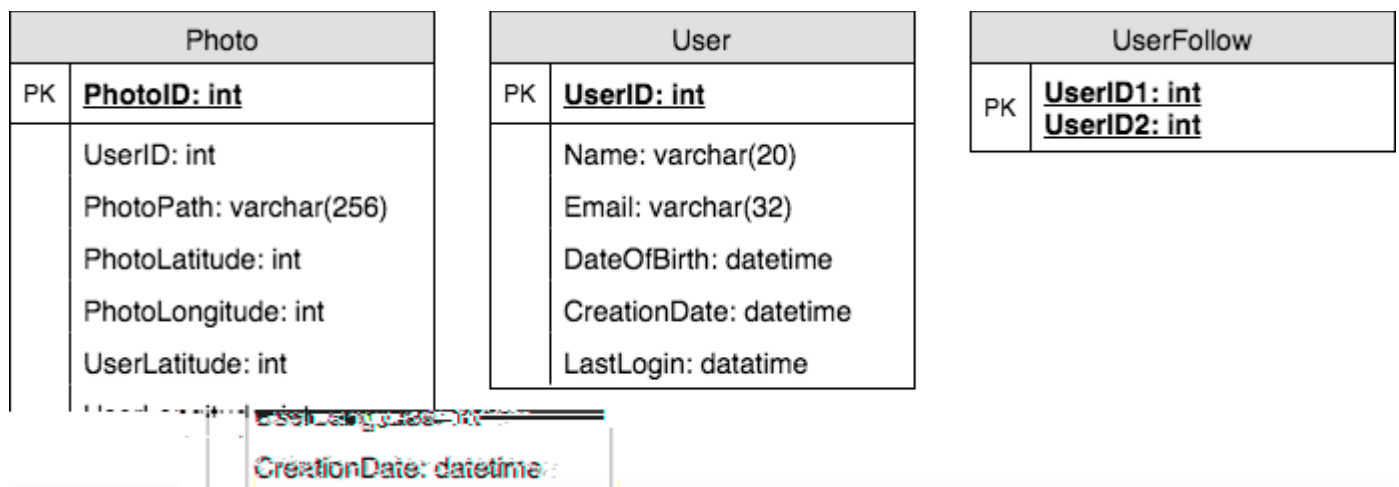 Photo
PK
PhotoID: int
UserID: int
PhotoPath: varchar(256)
PhotoLatitude: int
PhotoLongitude: int
UserLatitude: int
CreationDate: datetime
User
PK
UserID: int
Name: varchar(20)
Email: varchar(32)
DateOfBirth: datetime
CreationDate: datetime
LastLogin: datatime
UserFollow
PK
UserID1: int
UserID2: int